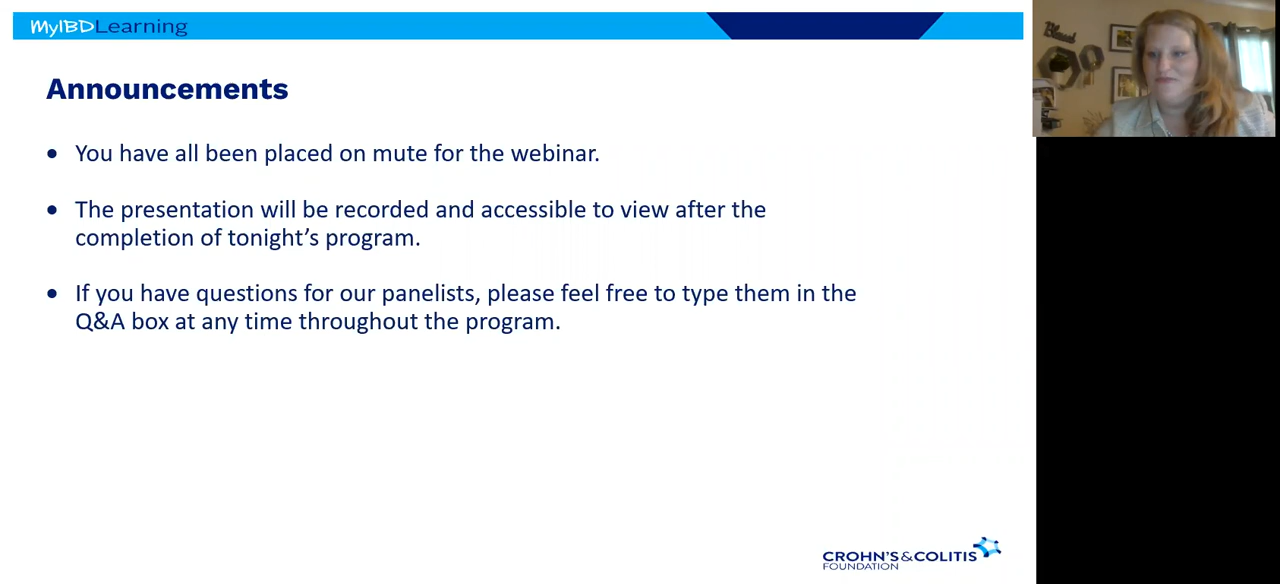 MyIBDLearning
Announcements
• You have all been placed on mute for the webinar.
• The presentation will be recorded and accessible to view after the
completion of tonight’s program.
• If you have questions for our panelists, please feel free to type them in the
Q&A box at any time throughout the program.
CROHN'S & COLITIS
FOUNDATION
Blessed